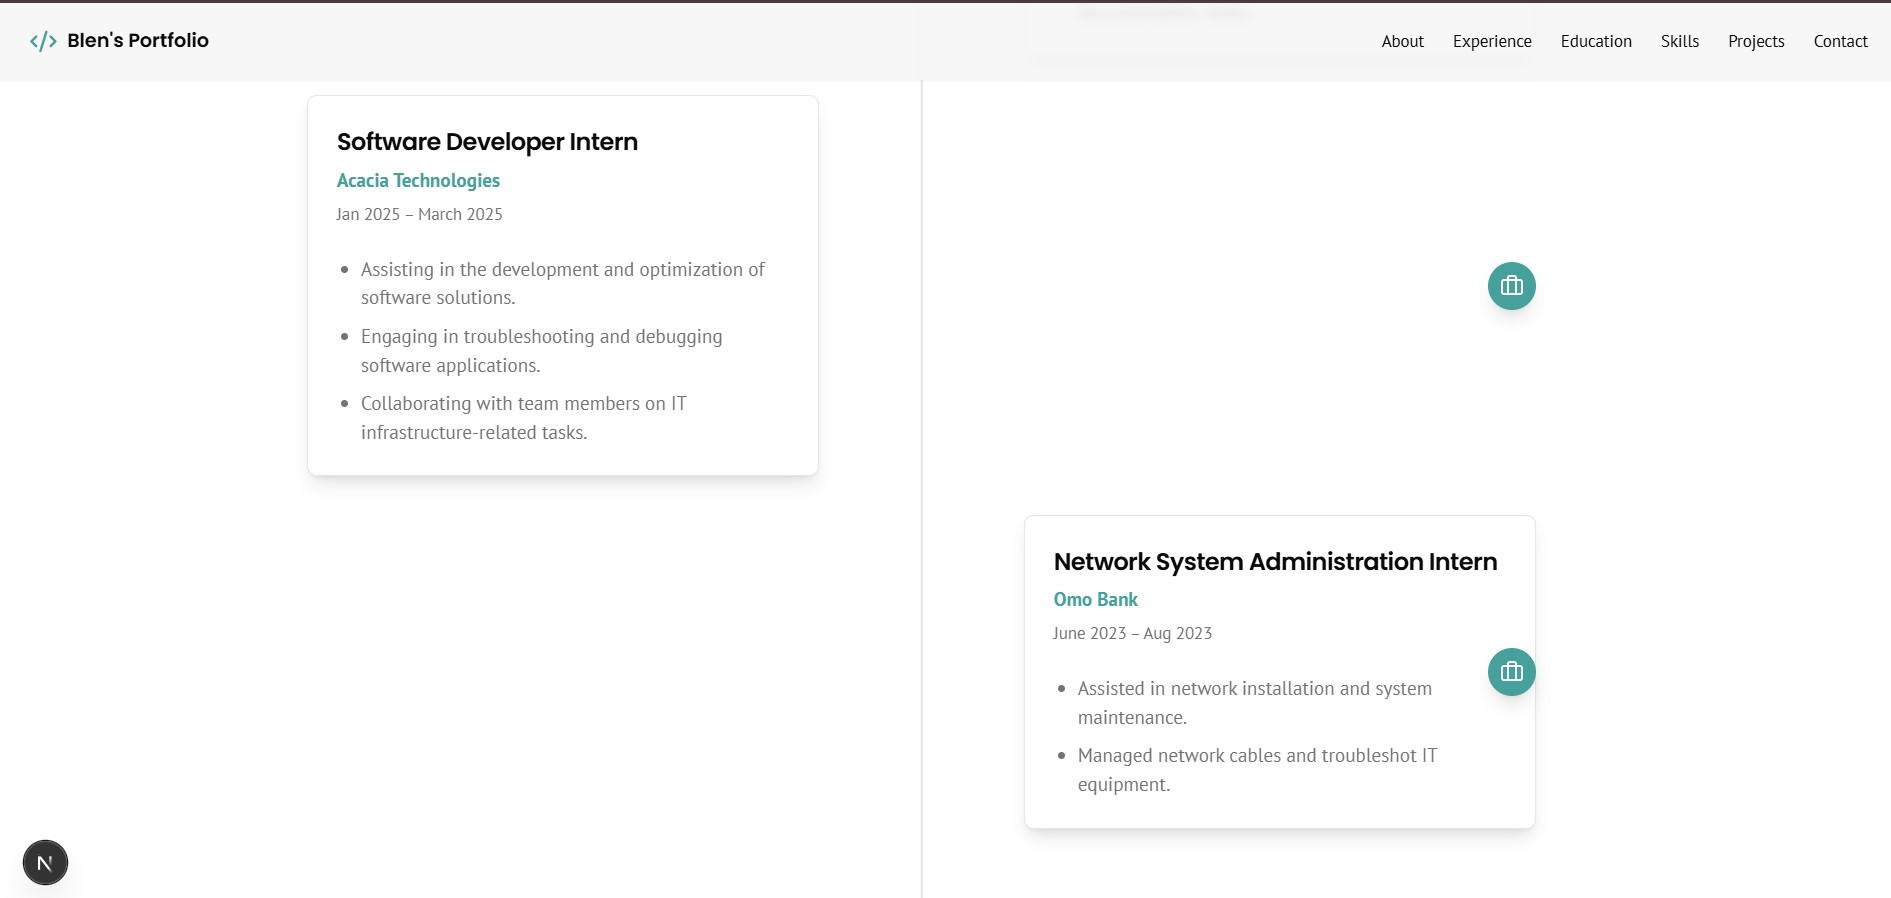 Blen's Portfolio
About Experience Education Skills Projects Contact
Software Developer Intern
Acacia Technologies
Jan 2025 – March 2025
• Assisting in the development and optimization of
software solutions.
• Engaging in troubleshooting and debugging
software applications.
• Collaborating with team members on IT
infrastructure-related tasks.
Network System Administration Intern
Omo Bank
June 2023 – Aug 2023
• Assisted in network installation and system
maintenance.
• Managed network cables and troubleshot IT
equipment.
N